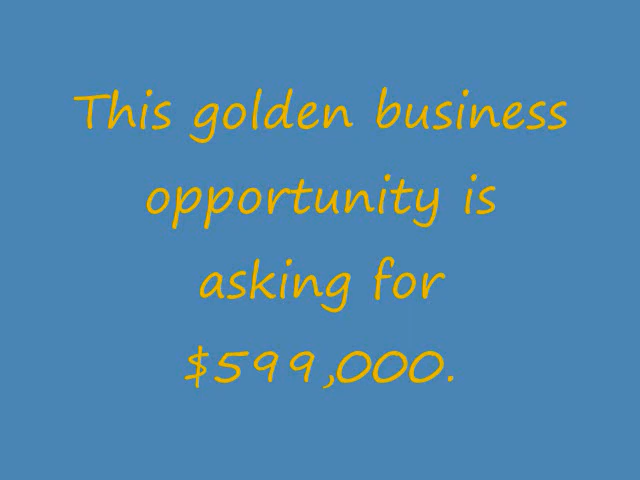 This golden business
opportunity is
asking for
$599,000.